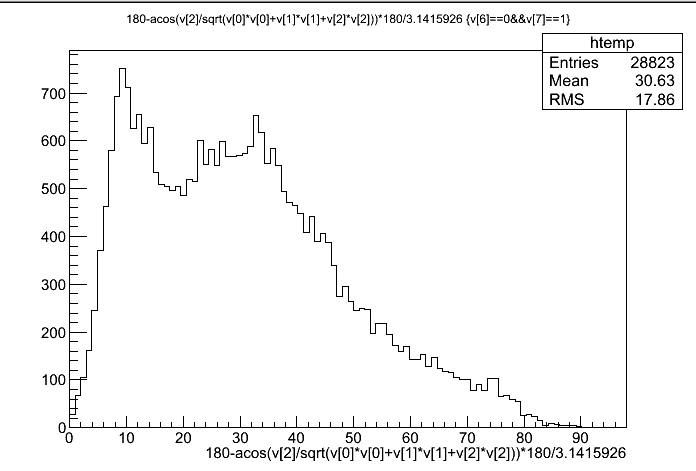 180-acos(v[2]/sqrt(v[0]*v[0]+v[1]*v[1]+v[2]*v[2]))*180/3.1415926 {v[6]==0&&v[7]==1}
htemp
Entries 28823
Mean 30.63
RMS 17.86
700
600
500
400
300
200
100
0
0 10 20 30 40 50 60 70 80 90
180-acos(v[2]/sqrt(v[0]*v[0]+v[1]*v[1]+v[2]*v[2]))*180/3.1415926